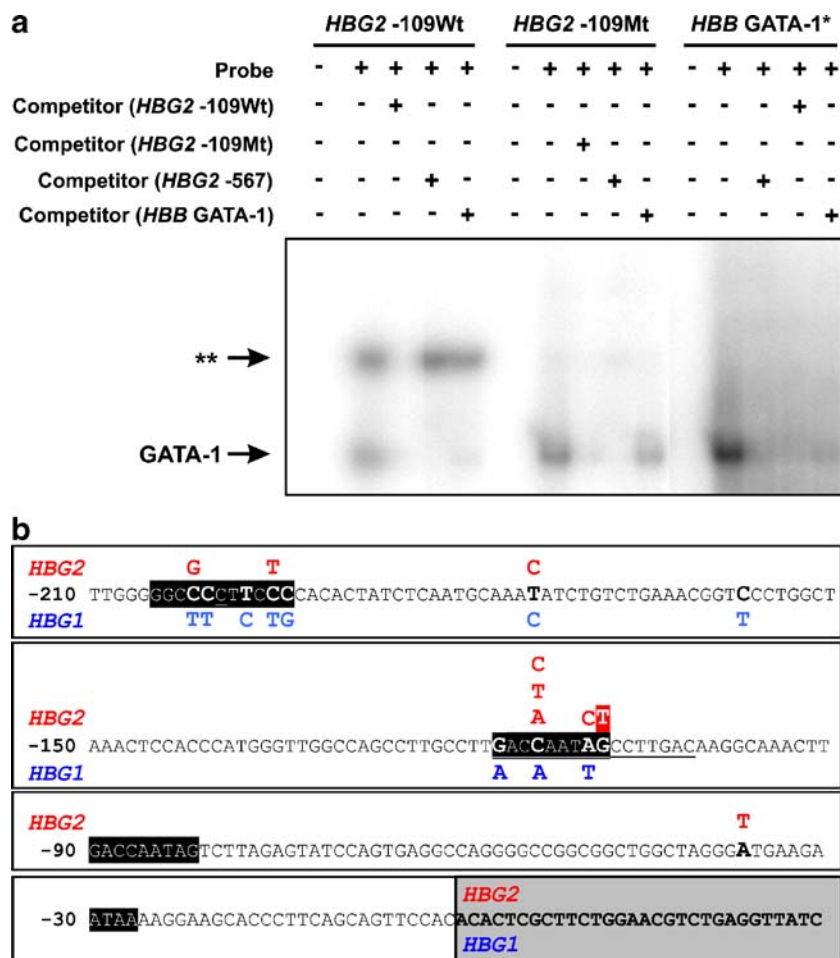 a
HBG2 -109Wt HBG2 -109Mt HBB GATA-1*
Probe - + + + + - + + + + - + + + +
Competitor (HBG2 -109Wt) - - + - - - - - - - - - - + -
Competitor (HBG2 -109Mt) - - - - - - - + - - - - - - -
Competitor (HBG2 -567) - - - + - - - - + - - - + - -
Competitor (HBB GATA-1) - - - - + - - - - + - - - - +
**
GATA-1
b
HBG2 G T C
-210 TTGGGGGCCCCTTCCCCACACTATCTCAATGCAAATATCTGTCTGAAACGGTCCCTGGCT
HBG1 TT C TG C T
C
T
HBG2 A C T
-150 AAACTCCACCCATGGGTTGGCCAGCCTTGCCTTGACCAATAGCCTTGACAAGGCAAACTT
HBG1 A A T
HBG2 T
-90 GACCAATAGTCTTAGAGTATCCAGTGAGGCCAGGGGCCGGCGGCTGGCTAGGGATGAAGA
HBG2
-30 ATAAAAGGAAGCACCCTTCAGCAGTTCCACACACTCGCTTCTGGAACGTCTGAGGTTATC
HBG1